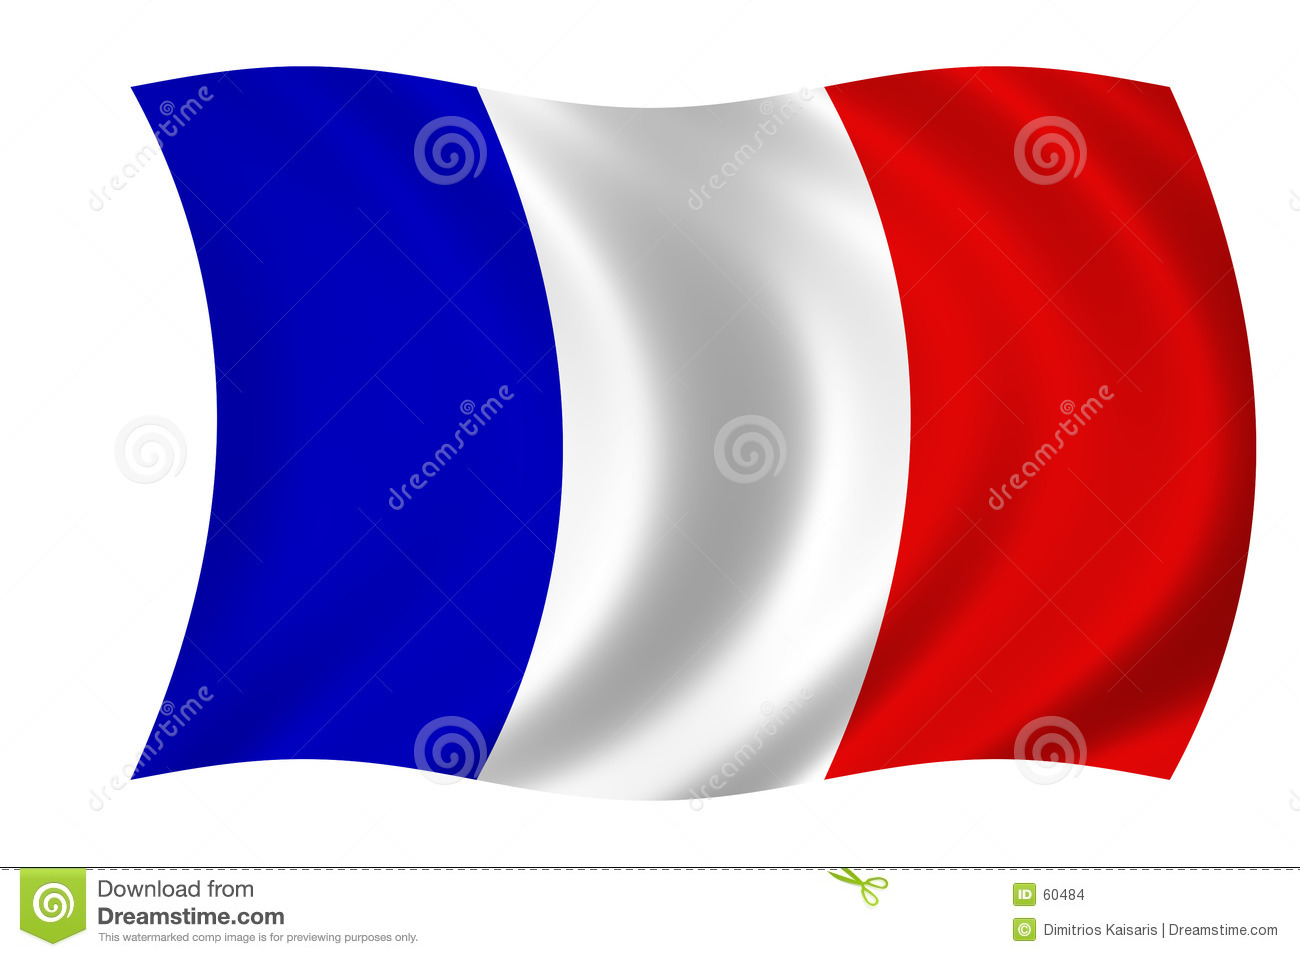 dreamstime
dreamstime
dreamstime
dreamstime
dreamstime
dreamstime
Download from
Dreamstime.com
This watermarked comp image is for previewing purposes only.
ID 60484
© Dimitrios Kaisaris | Dreamstime.com